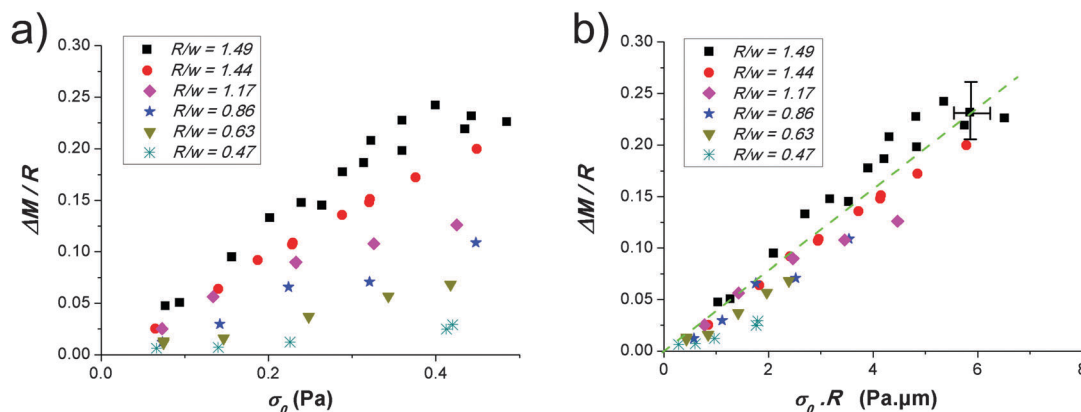 a)
0.30
0.25
0.20
0.15
0.10
0.05
0.00
ΔM / R
R/w = 1.49
R/w = 1.44
R/w = 1.17
R/w = 0.86
R/w = 0.63
R/w = 0.47
0.0 0.2 0.4
σ₀ (Pa)
b)
0.30
0.25
0.20
0.15
0.10
0.05
0.00
ΔM / R
R/w = 1.49
R/w = 1.44
R/w = 1.17
R/w = 0.86
R/w = 0.63
R/w = 0.47
0 2 4 6 8
σ₀ .R (Pa.µm)